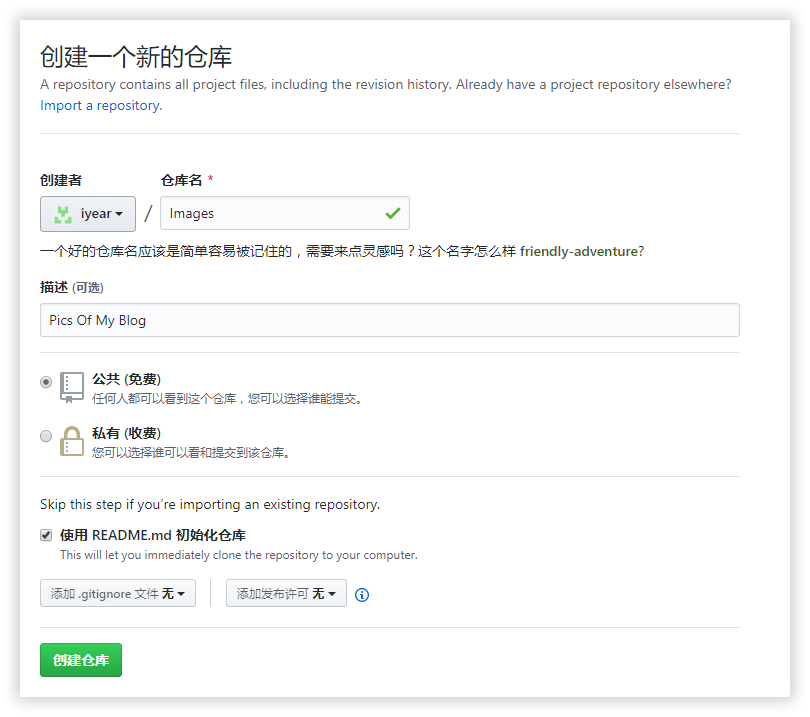 创建一个新的仓库
A repository contains all project files, including the revision history. Already have a project repository elsewhere?
Import a repository.
创建者 仓库名 *
iyear / Images
一个好的仓库名应该是简单容易被记住的，需要来点灵感吗？这个名字怎么样 friendly-adventure?
描述 (可选)
Pics Of My Blog
公共 (免费)
任何人都可以看到这个仓库，您可以选择谁能提交。
私有 (收费)
您可以选择谁可以看和提交到该仓库。
Skip this step if you’re importing an existing repository.
使用 README.md 初始化仓库
This will let you immediately clone the repository to your computer.
添加 .gitignore 文件 无 添加发布许可 无
创建仓库